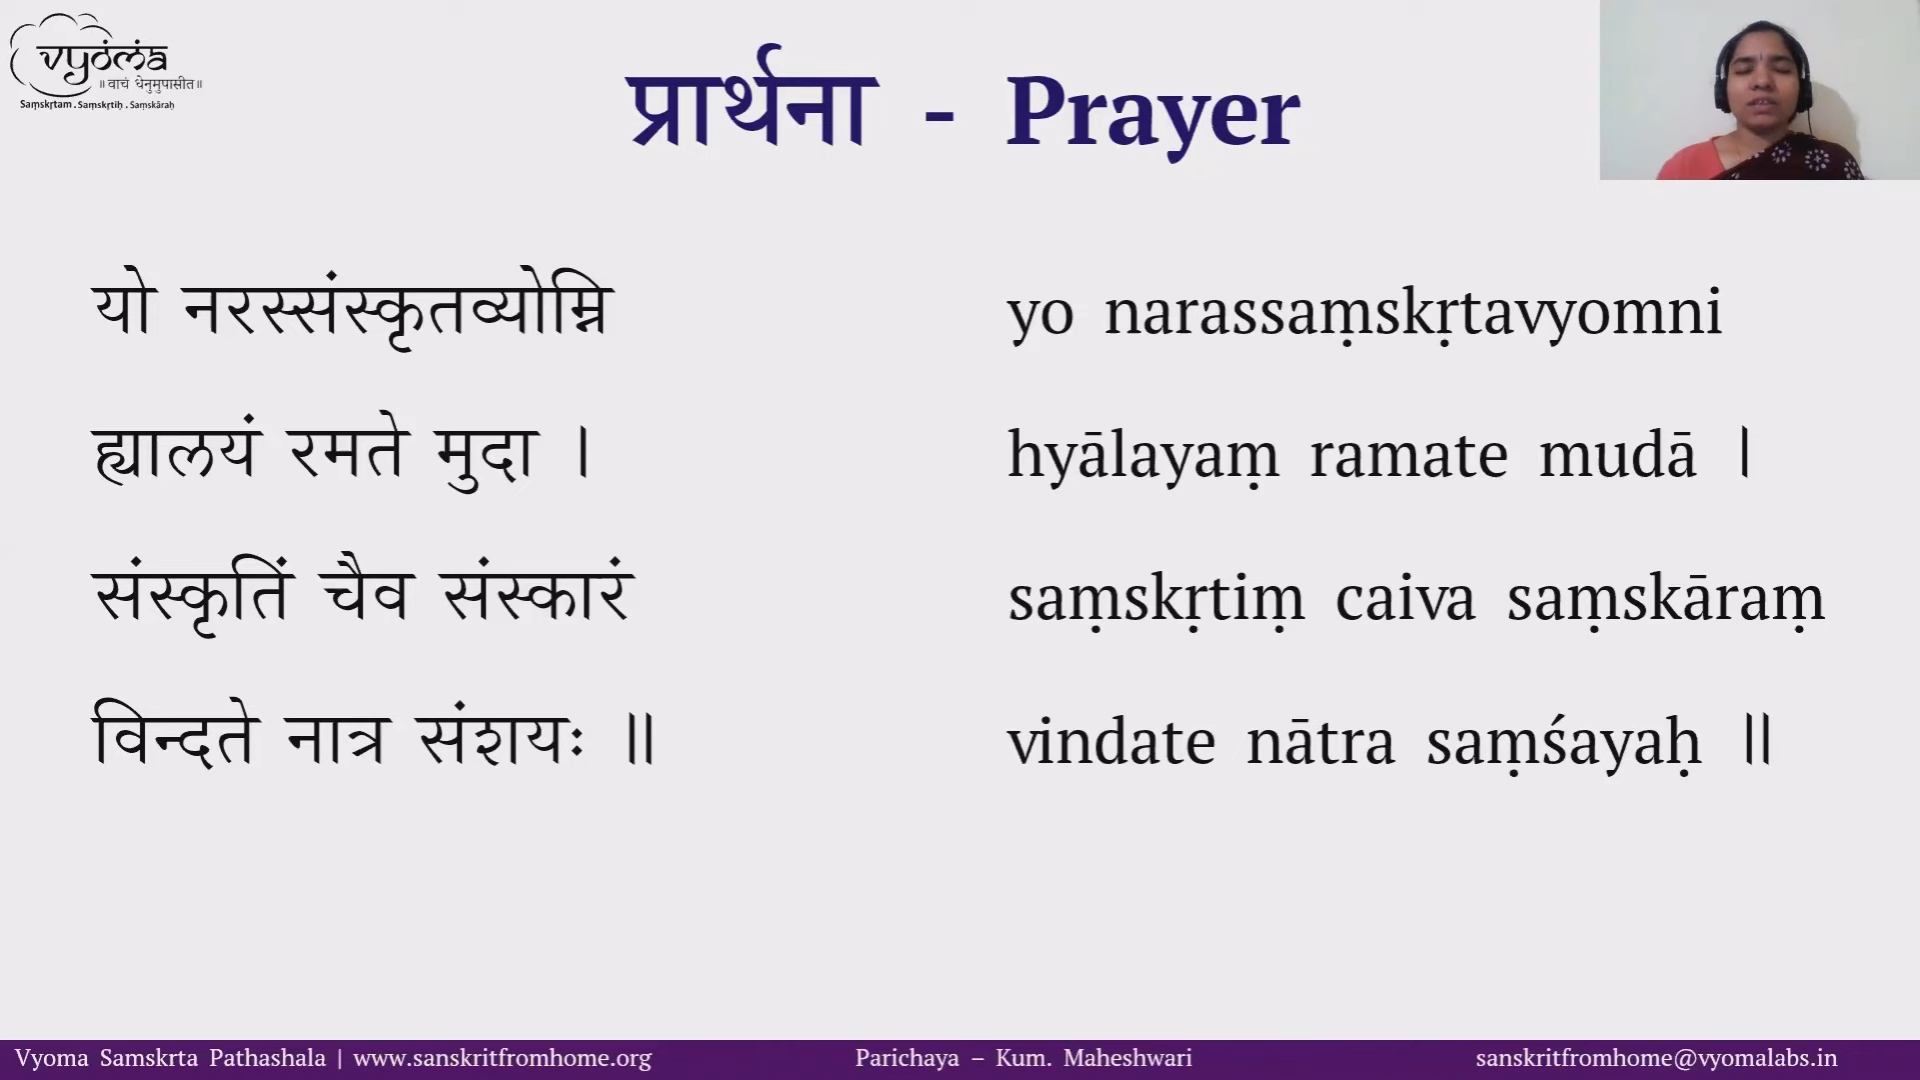 vyoma
॥वाचं धेनुमुपासीत॥
Saṃskṛtam . Saṃskṛtiḥ . Saṃskāraḥ
प्रार्थना - Prayer
यो नरस्संस्कृतव्योम्नि
ह्यालयं रमते मुदा ।
संस्कृतिं चैव संस्कारं
विन्दते नात्र संशयः ॥
yo narassaṃskṛtavyomni
hyālayaṃ ramate mudā |
saṃskṛtiṃ caiva saṃskāraṃ
vindate nātra saṃśayaḥ ||
Vyoma Samskrta Pathashala | www.sanskritfromhome.org
Parichaya – Kum. Maheshwari
sanskritfromhome@vyomalabs.in